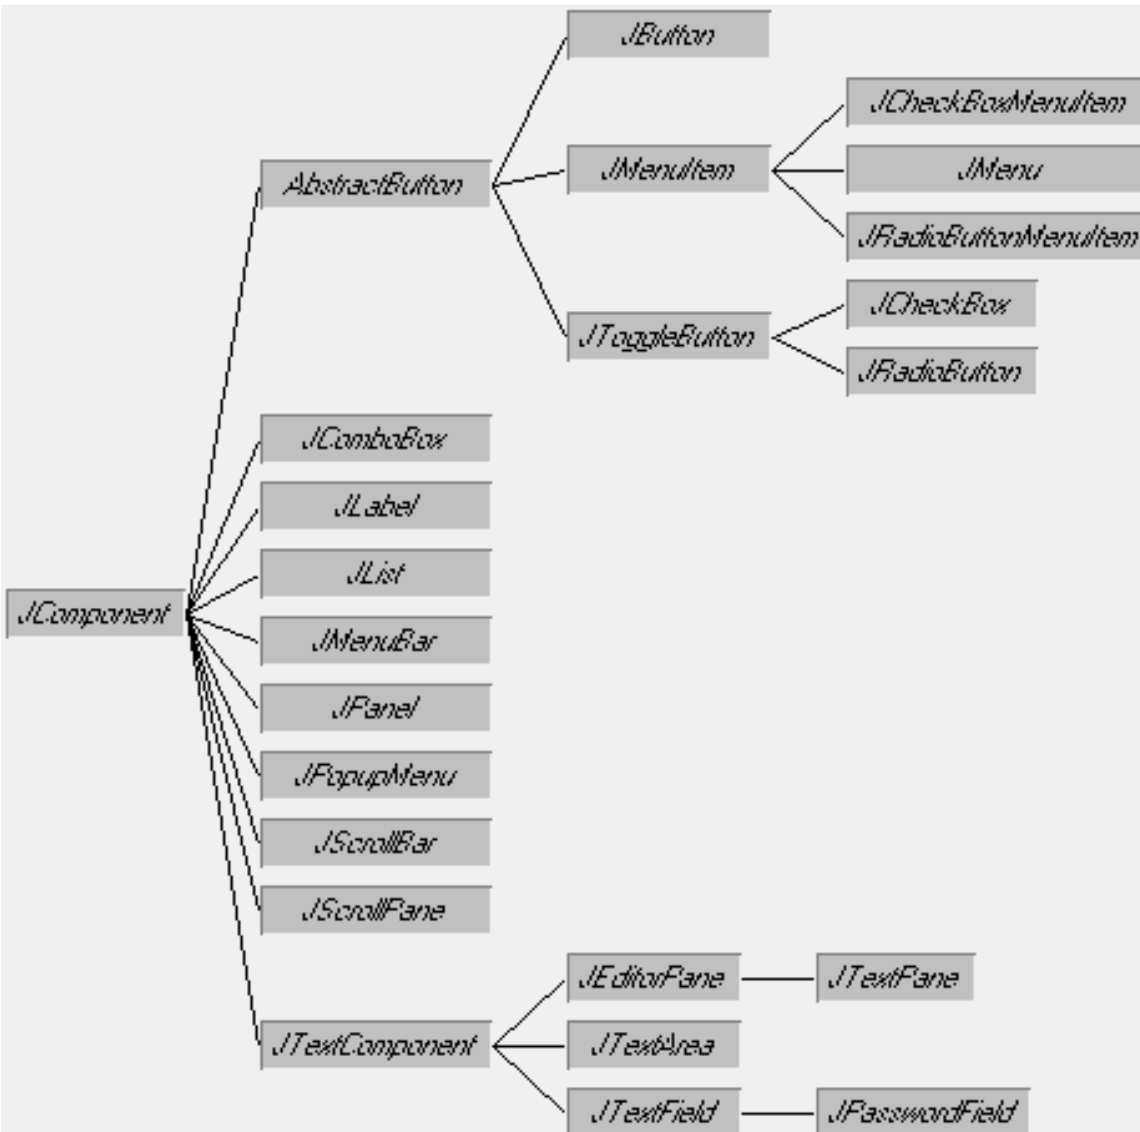 JButton
JCheckBoxMenuItem
AbstractButton
JMenuItem
JMenu
JRadioButtonMenuItem
JToggleButton
JCheckBox
JRadioButton
JComboBox
JLabel
JList
JComponent
JMenuBar
JPanel
JPopupMenu
JScrollBar
JScrollPane
JEditorPane
JTextPane
JTextComponent
JTextArea
JTextField
JPasswordField